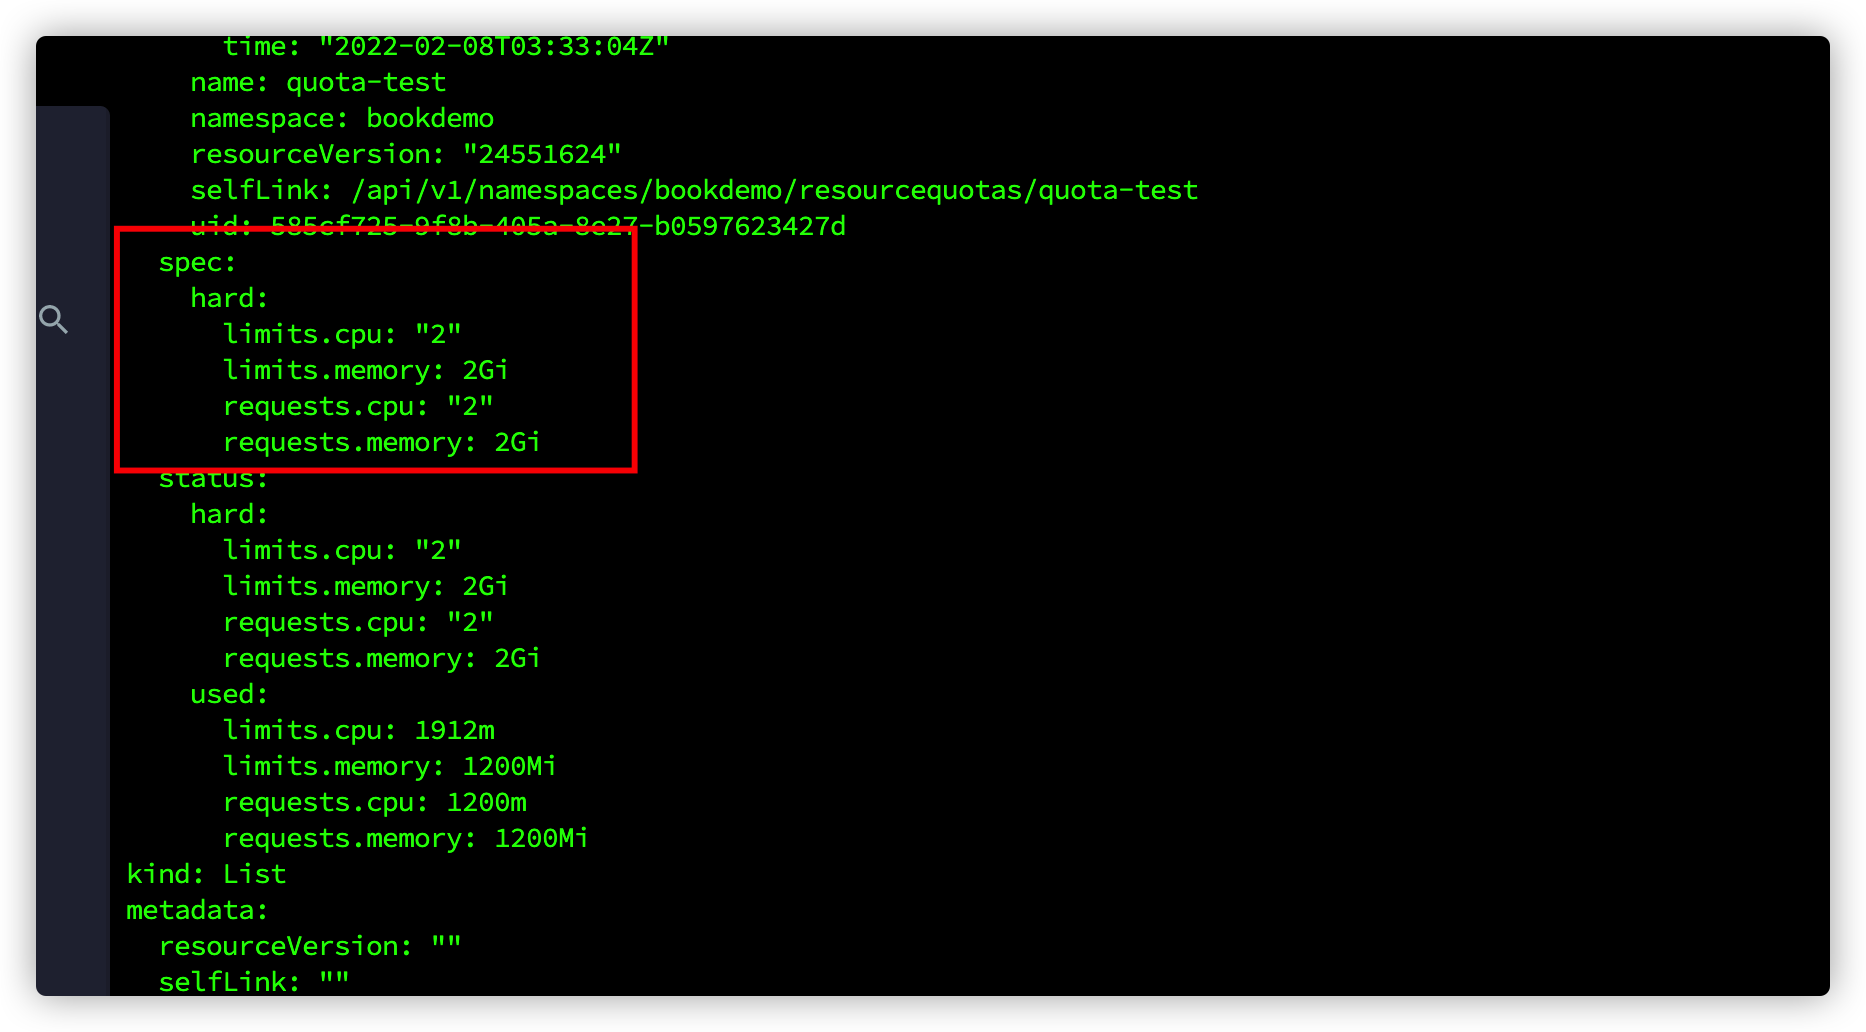 time: "2022-02-08T03:33:04Z"
name: quota-test
namespace: bookdemo
resourceVersion: "24551624"
selfLink: /api/v1/namespaces/bookdemo/resourcequotas/quota-test
uid: 585cf725-9f8b-405a-8e27-b0597623427d
spec:
hard:
limits.cpu: "2"
limits.memory: 2Gi
requests.cpu: "2"
requests.memory: 2Gi
status:
hard:
limits.cpu: "2"
limits.memory: 2Gi
requests.cpu: "2"
requests.memory: 2Gi
used:
limits.cpu: 1912m
limits.memory: 1200Mi
requests.cpu: 1200m
requests.memory: 1200Mi
kind: List
metadata:
resourceVersion: ""
selfLink: ""